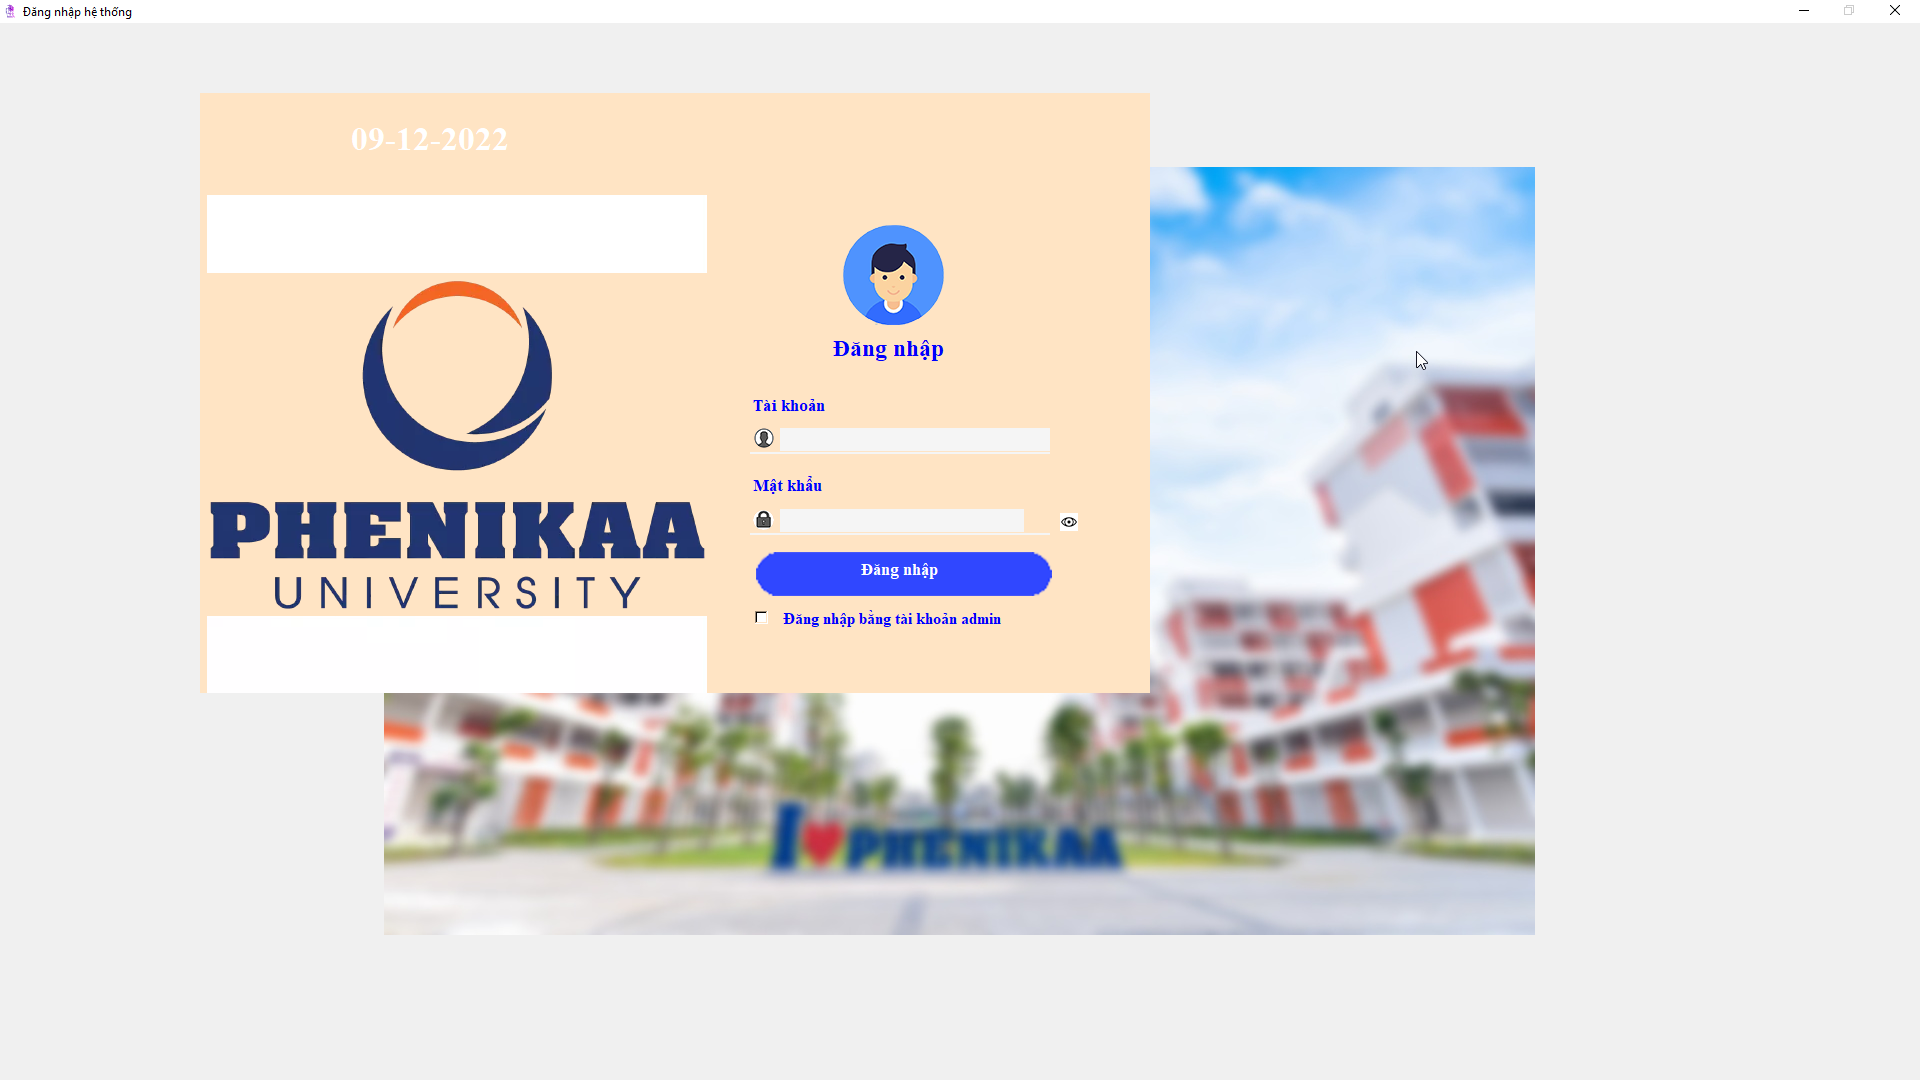 Đăng nhập hệ thống
09-12-2022
PHENIKAA
UNIVERSITY
Đăng nhập
Tài khoản
Mật khẩu
Đăng nhập
Đăng nhập bằng tài khoản admin
I PHENIKAA